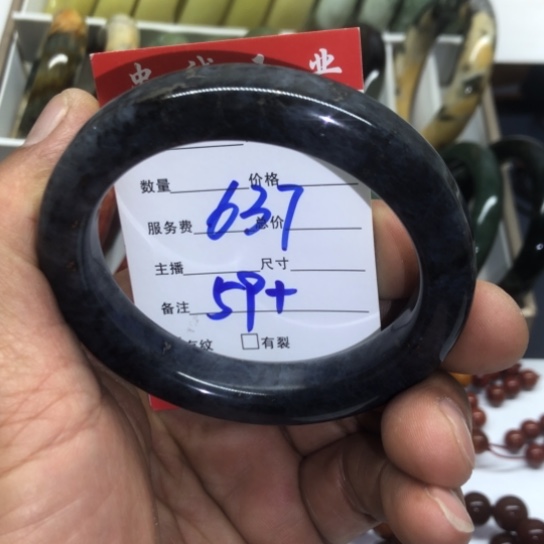 数量 价格
637
服务费 总价
主播 尺寸
59+
备注
纹 □有裂